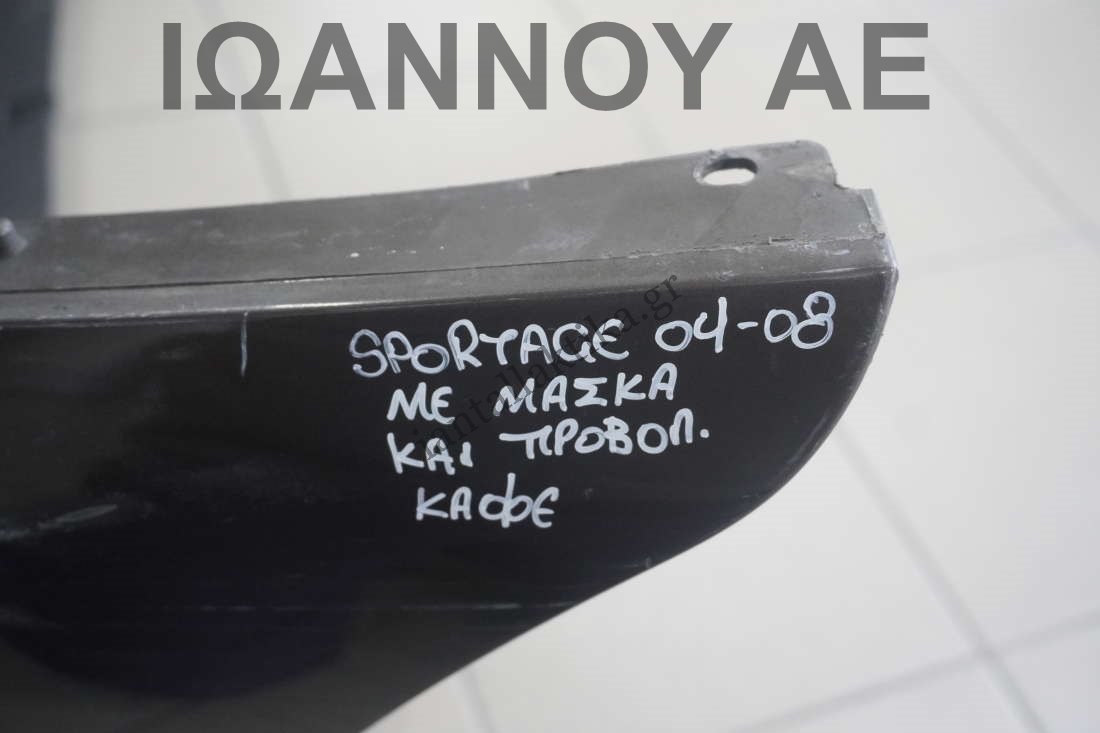 ΙΩΑΝΝΟΥ ΑΕ
SPORTAGE 04-08
ΜΕ ΜΑΣΚΑ
ΚΑΙ ΠΡΟΒΟΛ.
ΚΑΦΕ